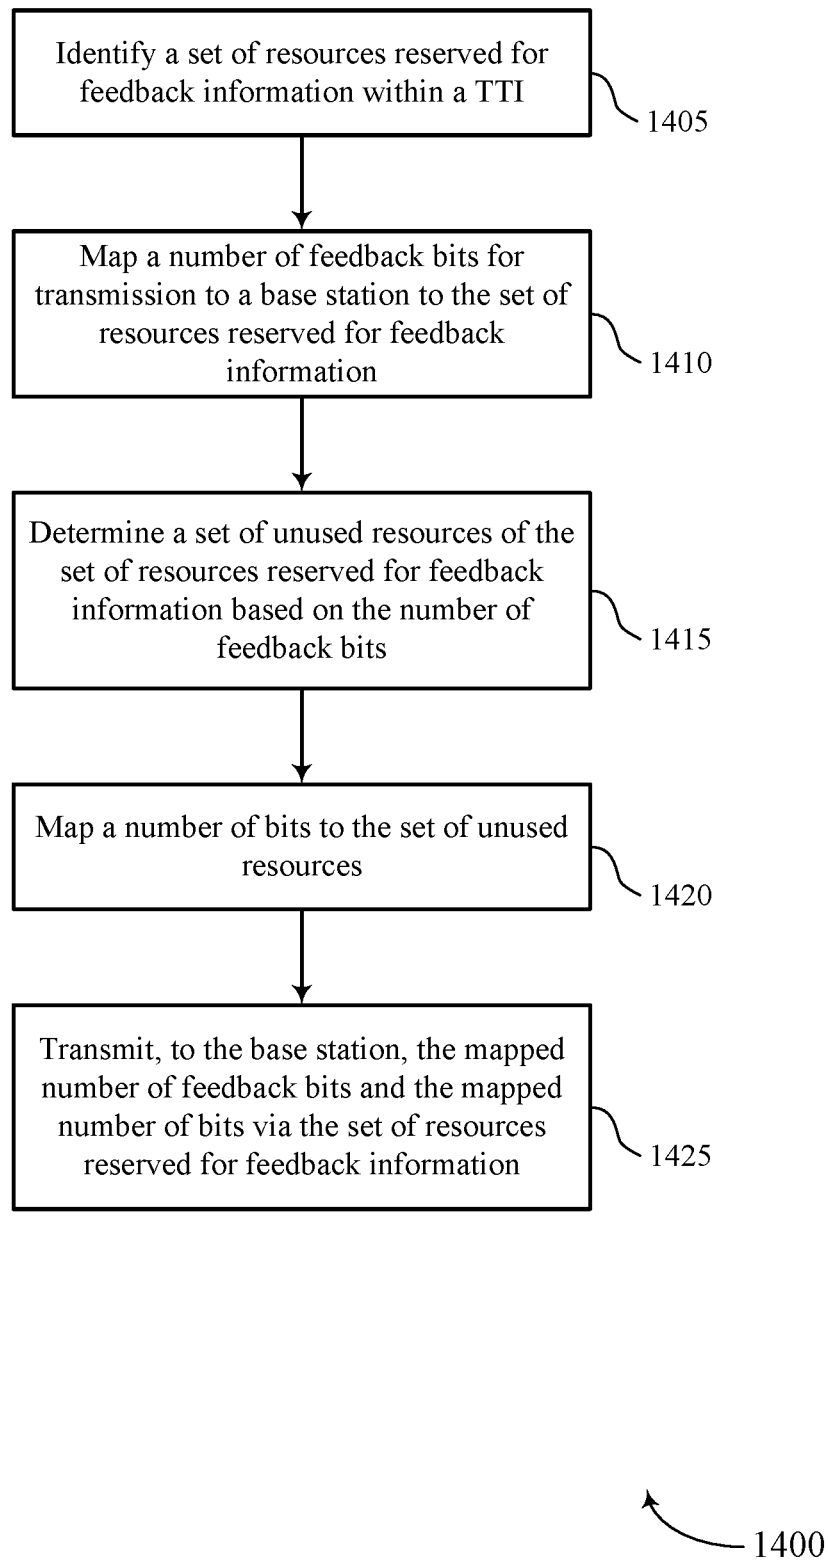 Identify a set of resources reserved for
feedback information within a TTI
1405
Map a number of feedback bits for
transmission to a base station to the set of
resources reserved for feedback
information
1410
Determine a set of unused resources of the
set of resources reserved for feedback
information based on the number of
feedback bits
1415
Map a number of bits to the set of unused
resources
1420
Transmit, to the base station, the mapped
number of feedback bits and the mapped
number of bits via the set of resources
reserved for feedback information
1425
1400